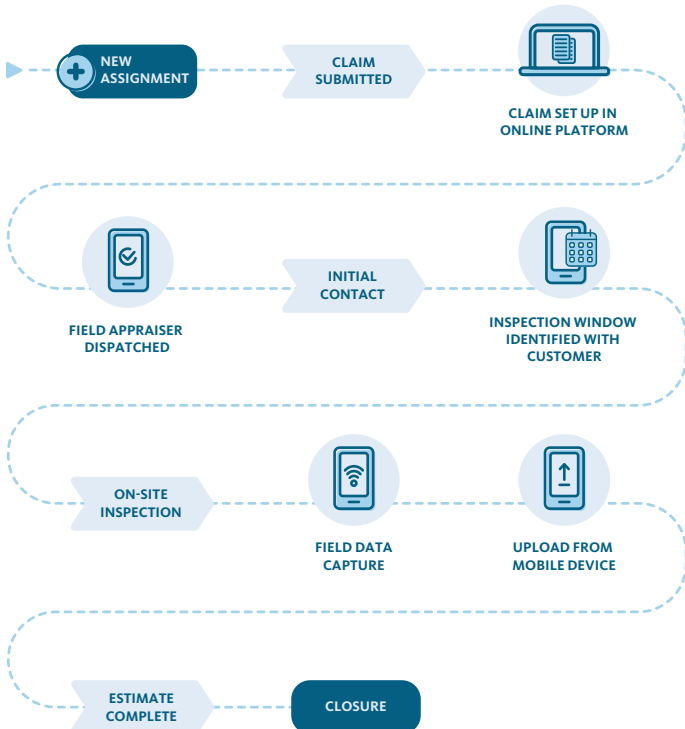 NEW
ASSIGNMENT
CLAIM
SUBMITTED
CLAIM SET UP IN
ONLINE PLATFORM
FIELD APPRAISER
DISPATCHED
INITIAL
CONTACT
INSPECTION WINDOW
IDENTIFIED WITH
CUSTOMER
ON-SITE
INSPECTION
FIELD DATA
CAPTURE
UPLOAD FROM
MOBILE DEVICE
ESTIMATE
COMPLETE
CLOSURE